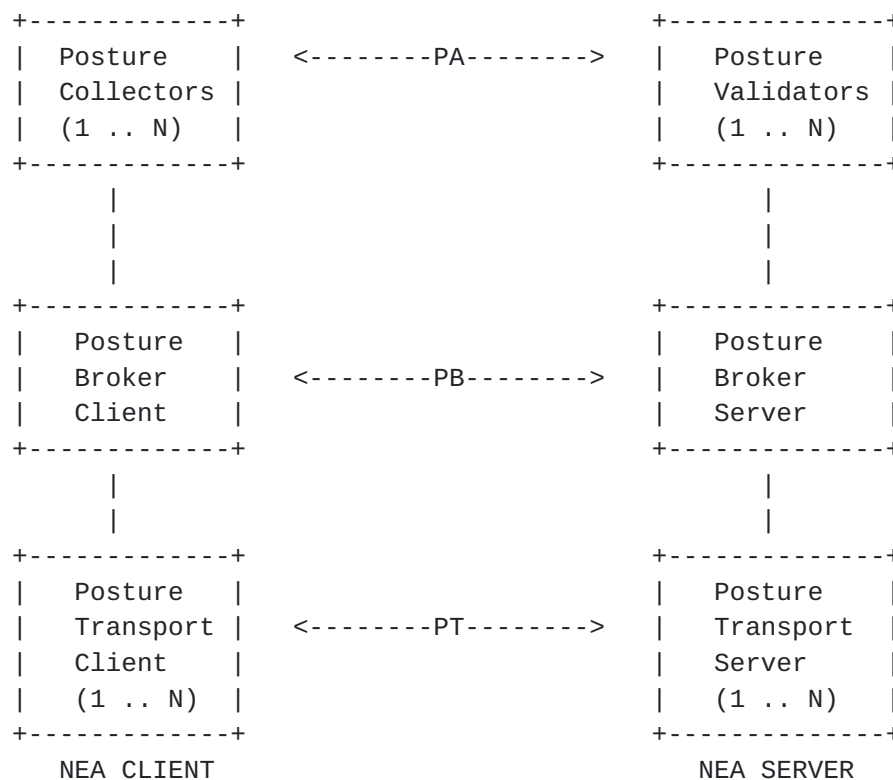 +-------------+                          +--------------+
|  Posture    |   <--------PA-------->   |   Posture    |
|  Collectors |                          |   Validators |
|  (1 .. N)   |                          |   (1 .. N)   |
+-------------+                          +--------------+
      |                                         |
      |                                         |
      |                                         |
+-------------+                          +--------------+
|   Posture   |                          |   Posture    |
|   Broker    |   <--------PB-------->   |   Broker     |
|   Client    |                          |   Server     |
+-------------+                          +--------------+
      |                                         |
      |                                         |
+-------------+                          +--------------+
|   Posture   |                          |   Posture    |
|   Transport |   <--------PT-------->   |   Transport  |
|   Client    |                          |   Server     |
|   (1 .. N)  |                          |   (1 .. N)   |
+-------------+                          +--------------+
   NEA CLIENT                               NEA SERVER